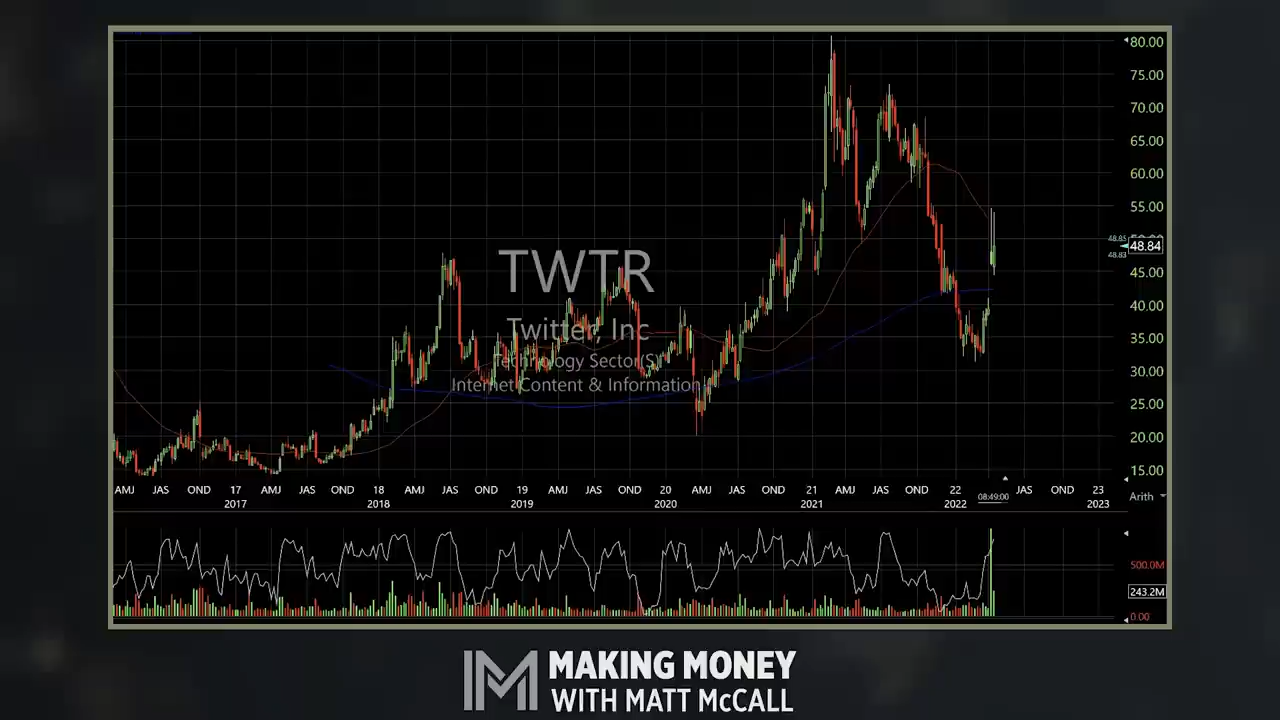 80.00
75.00
70.00
65.00
60.00
55.00
48.85
48.84
48.83
45.00
40.00
35.00
30.00
25.00
20.00
15.00
TWTR
Twitter, Inc
Technology Sector(S)
Internet Content & Information
AMJ JAS OND 17 AMJ JAS OND 18 AMJ JAS OND 19 AMJ JAS OND 20 AMJ JAS OND 21 AMJ JAS OND 22 JAS OND 23
2017 2018 2019 2020 2021 2022 2023
08:49:00
Arith
500.0M
243.2M
0.00
MAKING MONEY
WITH MATT McCALL